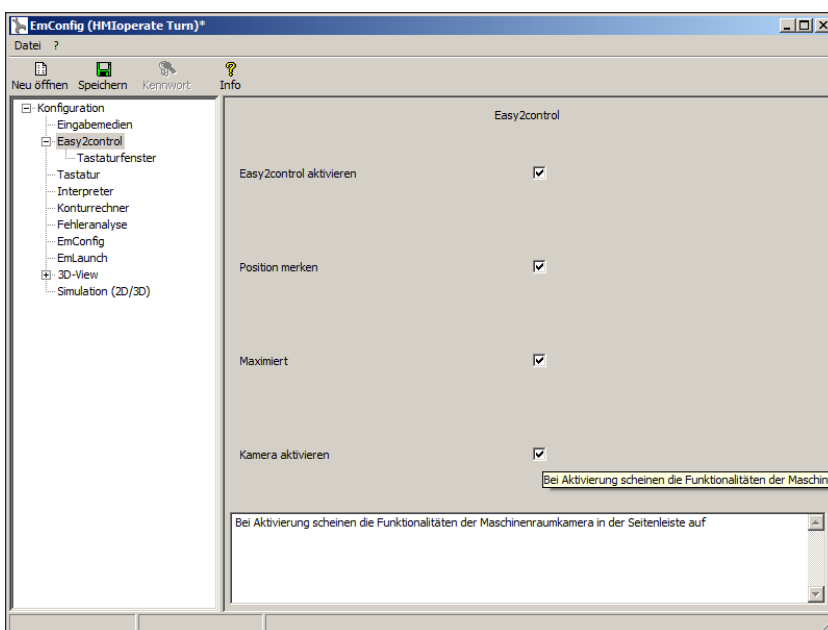 EmConfig (HMIoperate Turn)*
Datei ?
Neu öffnen Speichern Kennwort Info
Konfiguration
Eingabemedien
Easy2control
Tastaturfenster
Tastatur
Interpreter
Konturrechner
Fehleranalyse
EmConfig
EmLaunch
3D-View
Simulation (2D/3D)
Easy2control
Easy2control aktivieren
Position merken
Maximiert
Kamera aktivieren
Bei Aktivierung scheinen die Funktionalitäten der Maschin
Bei Aktivierung scheinen die Funktionalitäten der Maschinenraumkamera in der Seitenleiste auf